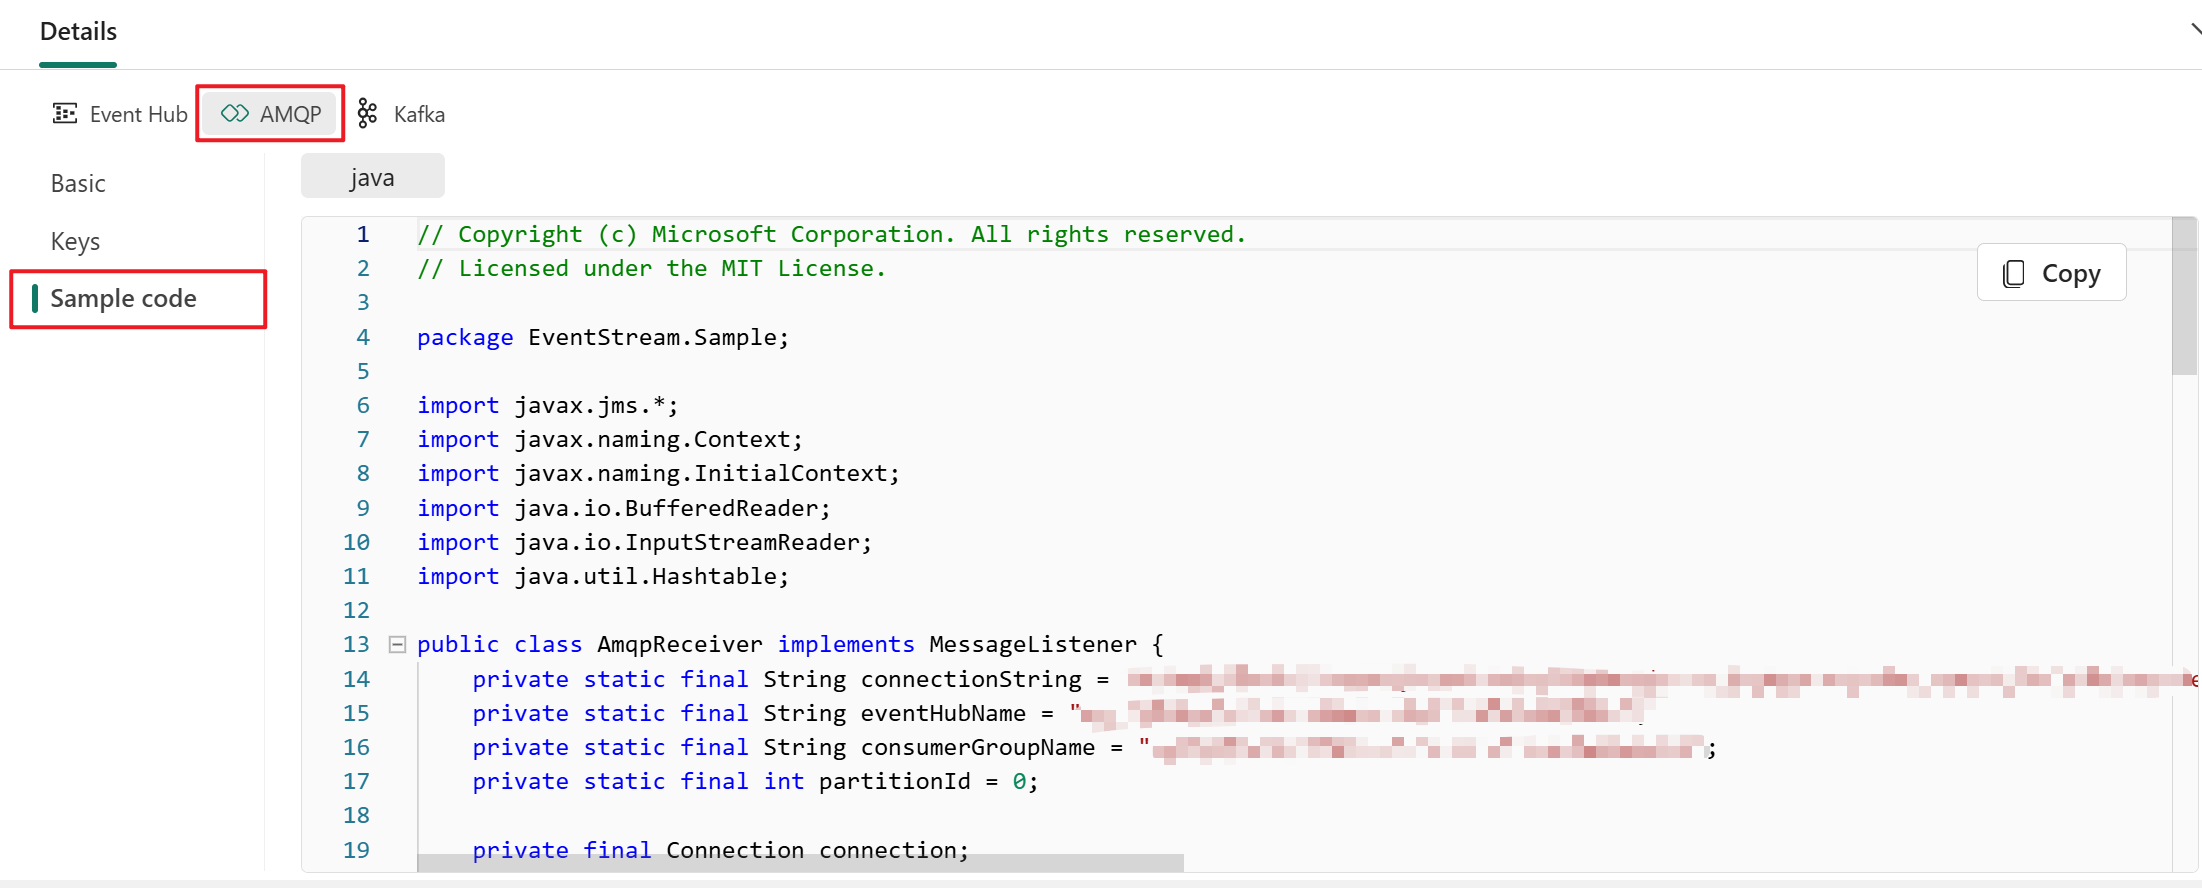 Details
Event Hub AMQP Kafka
Basic
Keys
Sample code
java
Copy
1 // Copyright (c) Microsoft Corporation. All rights reserved.
2 // Licensed under the MIT License.
3
4 package EventStream.Sample;
5
6 import javax.jms.*;
7 import javax.naming.Context;
8 import javax.naming.InitialContext;
9 import java.io.BufferedReader;
10 import java.io.InputStreamReader;
11 import java.util.Hashtable;
12
13 public class AmqpReceiver implements MessageListener {
14 private static final String connectionString =
15 private static final String eventHubName = "
16 private static final String consumerGroupName = " ;
17 private static final int partitionId = 0;
18
19 private final Connection connection;